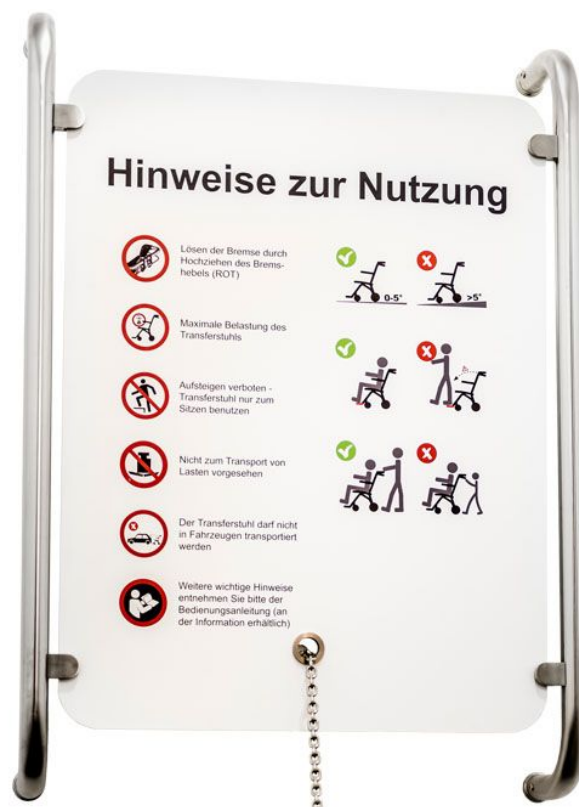 Hinweise zur Nutzung
Lösen der Bremse durch
Hochziehen des Brems-
hebels (ROT)
Maximale Belastung des
Transferstuhls
Aufsteigen verboten -
Transferstuhl nur zum
Sitzen benutzen
Nicht zum Transport von
Lasten vorgesehen
Der Transferstuhl darf nicht
in Fahrzeugen transportiert
werden
Weitere wichtige Hinweise
entnehmen Sie bitte der
Bedienungsanleitung (an
der Information erhältlich)
0-5°
>5°